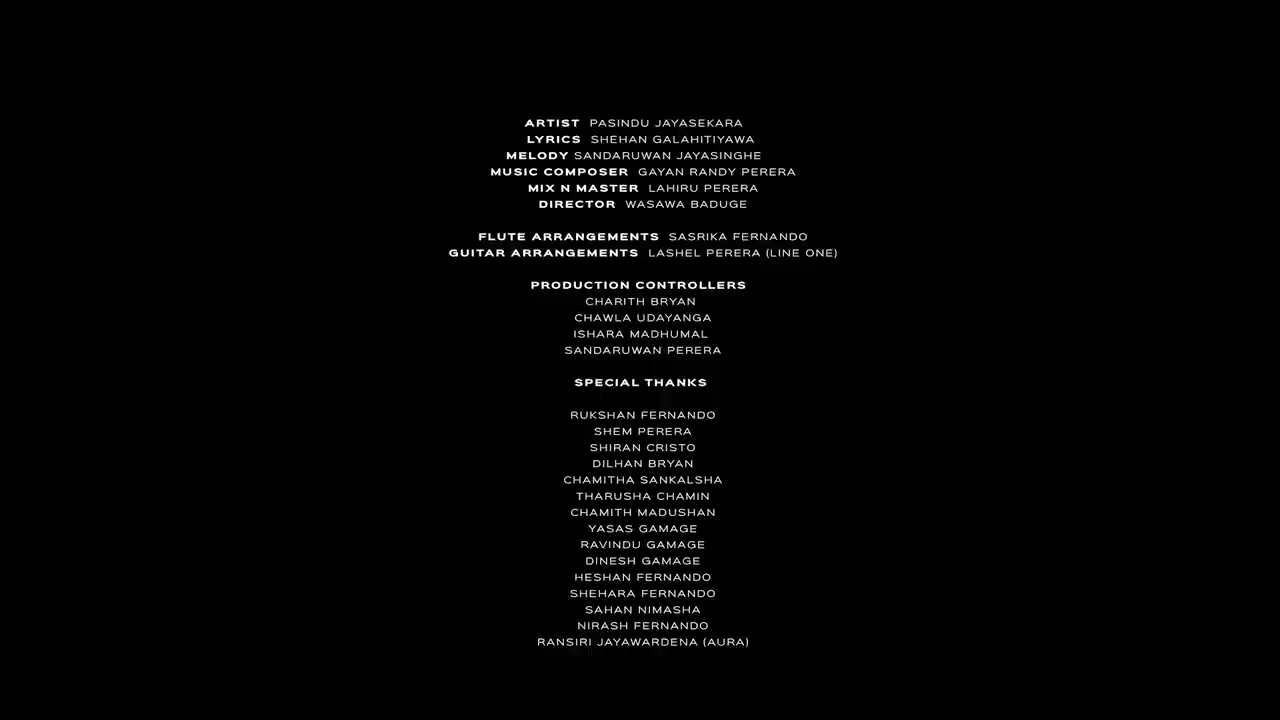 ARTIST PASINDU JAYASEKARA
LYRICS SHEHAN GALAHITIYAWA
MELODY SANDARUWAN JAYASINGHE
MUSIC COMPOSER GAYAN RANDY PERERA
MIX N MASTER LAHIRU PERERA
DIRECTOR WASAWA BADUGE
FLUTE ARRANGEMENTS SASRIKA FERNANDO
GUITAR ARRANGEMENTS LASHEL PERERA (LINE ONE)
PRODUCTION CONTROLLERS
CHARITH BRYAN
CHAWLA UDAYANGA
ISHARA MADHUMAL
SANDARUWAN PERERA
SPECIAL THANKS
RUKSHAN FERNANDO
SHEM PERERA
SHIRAN CRISTO
DILHAN BRYAN
CHAMITHA SANKALSHA
THARUSHA CHAMIN
CHAMITH MADUSHAN
YASAS GAMAGE
RAVINDU GAMAGE
DINESH GAMAGE
HESHAN FERNANDO
SHEHARA FERNANDO
SAHAN NIMASHA
NIRASH FERNANDO
RANSIRI JAYAWARDENA (AURA)